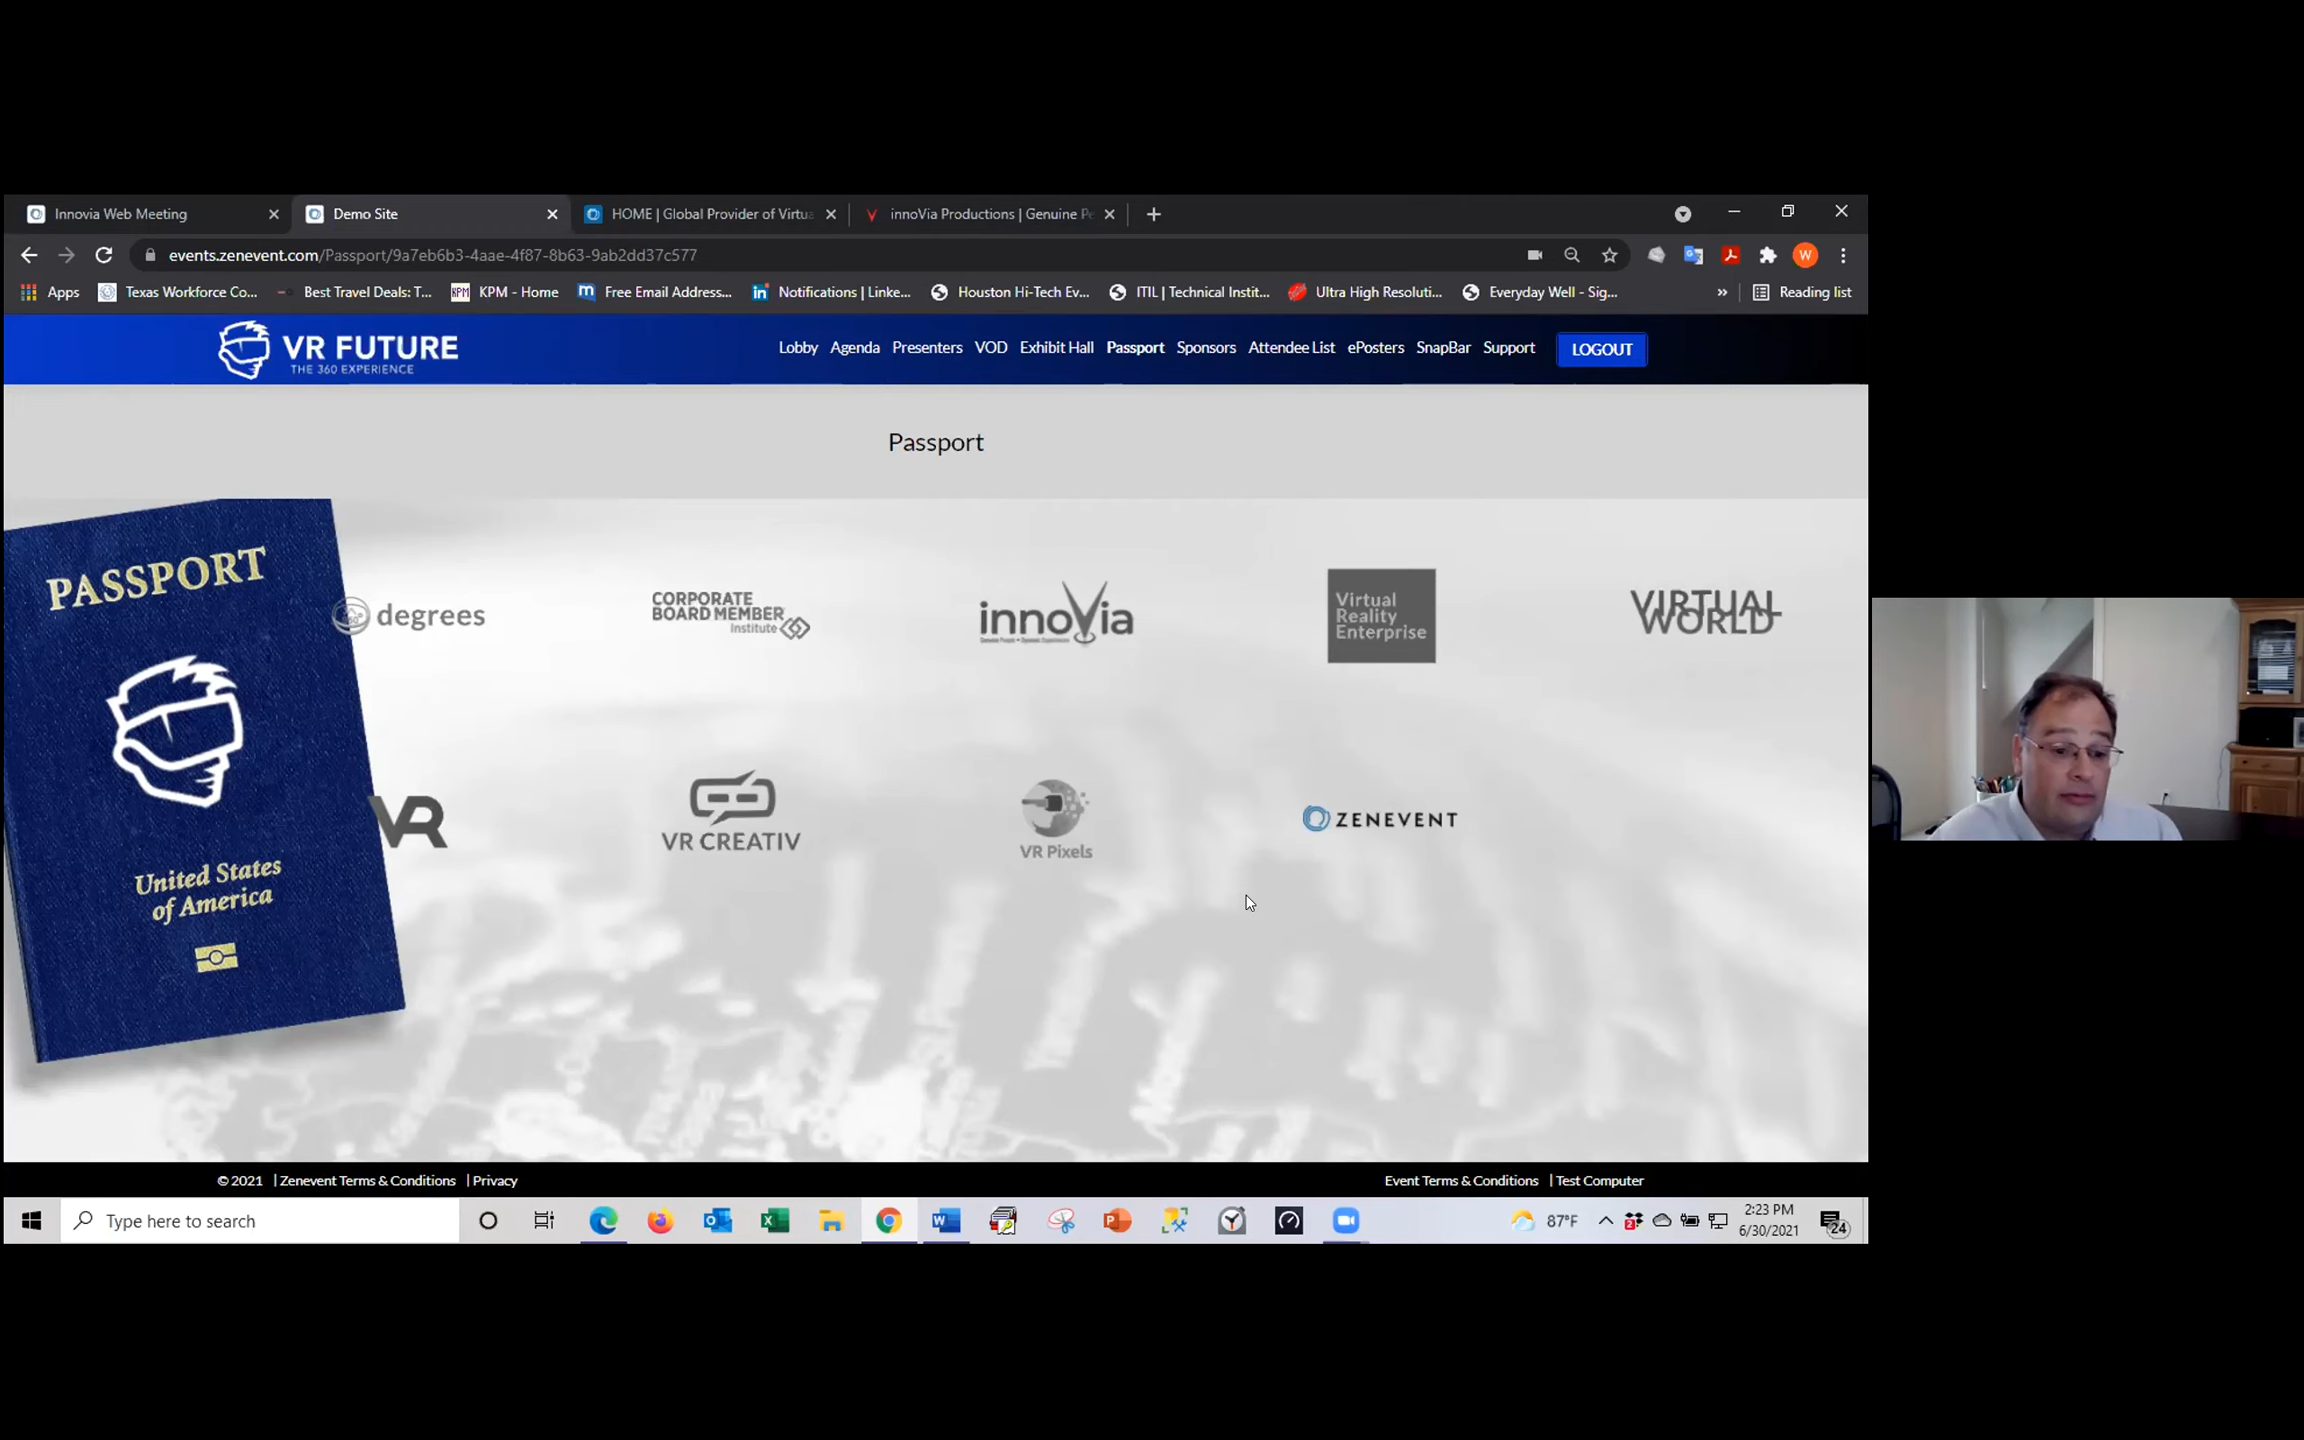 Innovia Web Meeting
Demo Site
HOME | Global Provider of Virtu
innoVia Productions | Genuine Pe
events.zenevent.com/Passport/9a7eb6b3-4aae-4f87-8b63-9ab2dd37c577
W
Apps
Texas Workforce Co...
Best Travel Deals: T...
KPM
KPM - Home
Free Email Address...
Notifications | Linke...
Houston Hi-Tech Ev...
ITIL | Technical Instit...
Ultra High Resoluti...
Everyday Well - Sig...
Reading list
VR FUTURE
THE 360 EXPERIENCE
Lobby Agenda Presenters VOD Exhibit Hall Passport Sponsors Attendee List ePosters SnapBar Support LOGOUT
Passport
PASSPORT
United States
of America
360° degrees
CORPORATE
BOARD MEMBER
Institute
innoVia
Virtual
Reality
Enterprise
VIRTUAL
WORLD
VR
VR CREATIV
VR Pixels
ZENEVENT
© 2021 | Zenevent Terms & Conditions | Privacy
Event Terms & Conditions | Test Computer
Type here to search
87°F
2
2:23 PM
6/30/2021
24